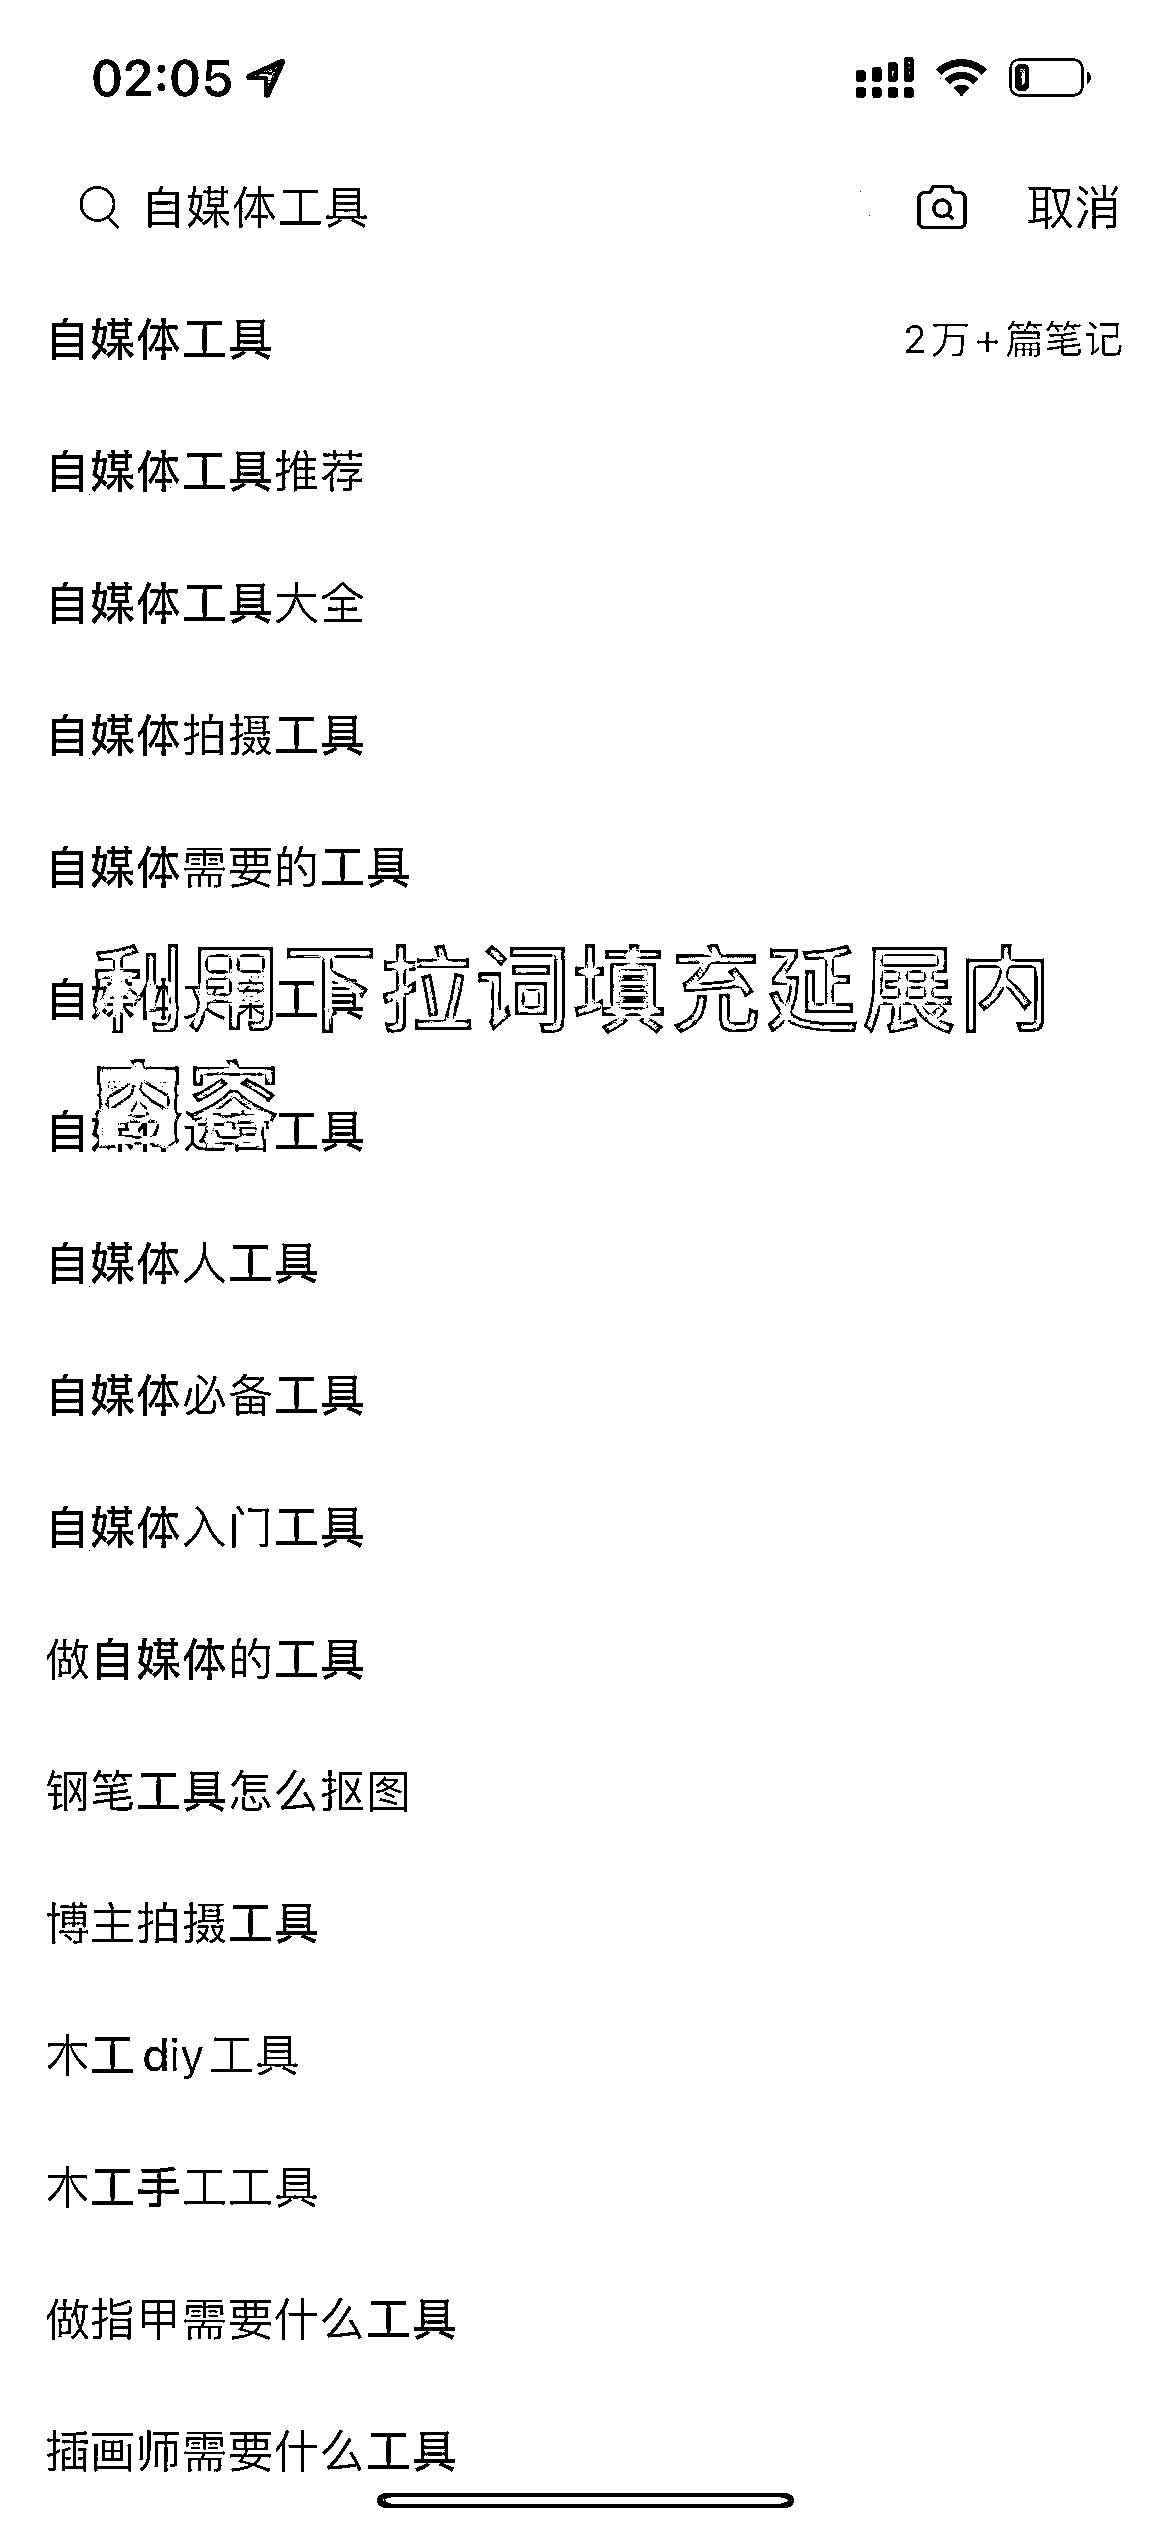 02:05
自媒体工具 取消
自媒体工具 2万+篇笔记
自媒体工具推荐
自媒体工具大全
自媒体拍摄工具
自媒体需要的工具
利用下拉词填充延展内
容
自 工具
自 工具
自媒体人工具
自媒体必备工具
自媒体入门工具
做自媒体的工具
钢笔工具怎么抠图
博主拍摄工具
木工diy工具
木工手工工具
做指甲需要什么工具
插画师需要什么工具